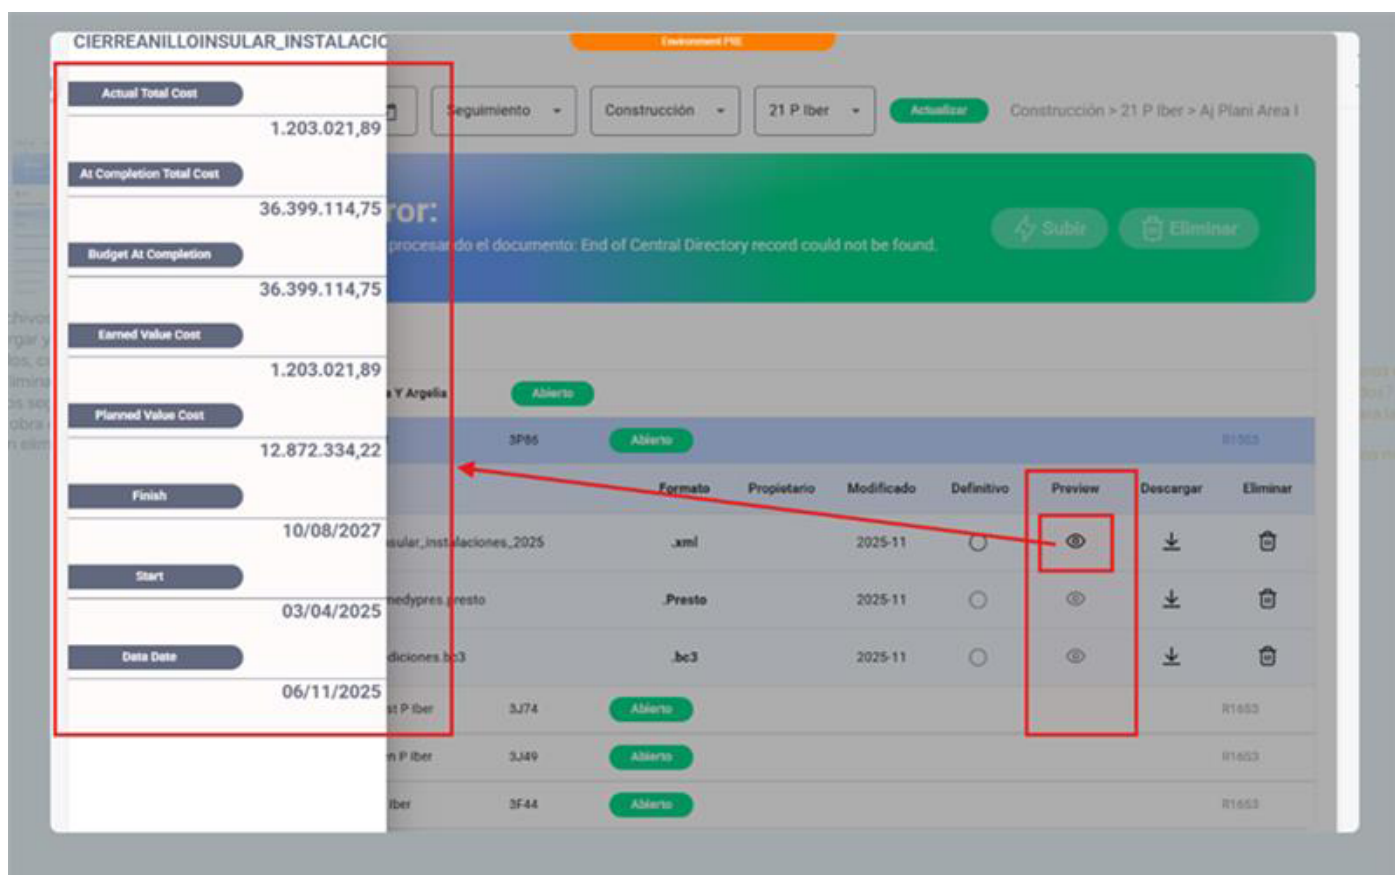 CIERREANILLOINSULAR_INSTALACIC
Environment PRE
Actual Total Cost
1.203.021,89
Seguimiento
Construcción
21 P Iber
Actualizar
Construcción > 21 P Iber > Aj Plani Area I
At Completion Total Cost
36.399.114,75
ror:
procesando el documento: End of Central Directory record could not be found.
Subir
Eliminar
Budget At Completion
36.399.114,75
Earned Value Cost
1.203.021,89
a Y Argelia
Abierto
Planned Value Cost
12.872.334,22
3P86
Abierto
Finish
10/08/2027
Formato
Propietario
Modificado
Definitivo
Preview
Descargar
Eliminar
nsular_instalaciones_2025
.xml
2025-11
Start
03/04/2025
medypres.presto
.Presto
2025-11
Data Date
06/11/2025
diciones.bc3
.bc3
2025-11
st P Iber
3J74
Abierto
R1653
n P Iber
3J49
Abierto
R1653
Iber
3F44
Abierto
R1653